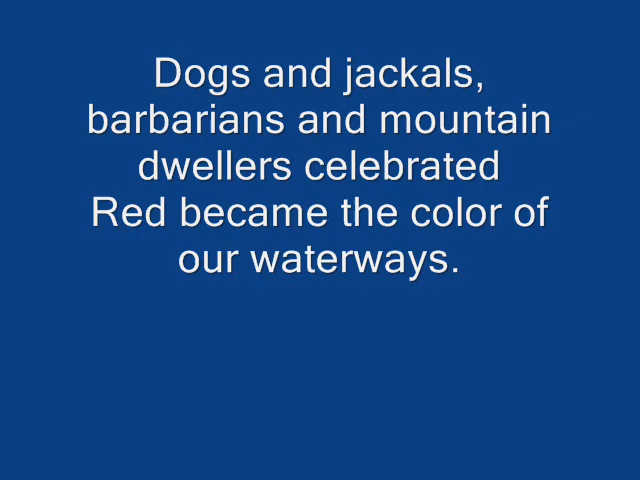 Dogs and jackals,
barbarians and mountain
dwellers celebrated
Red became the color of
our waterways.